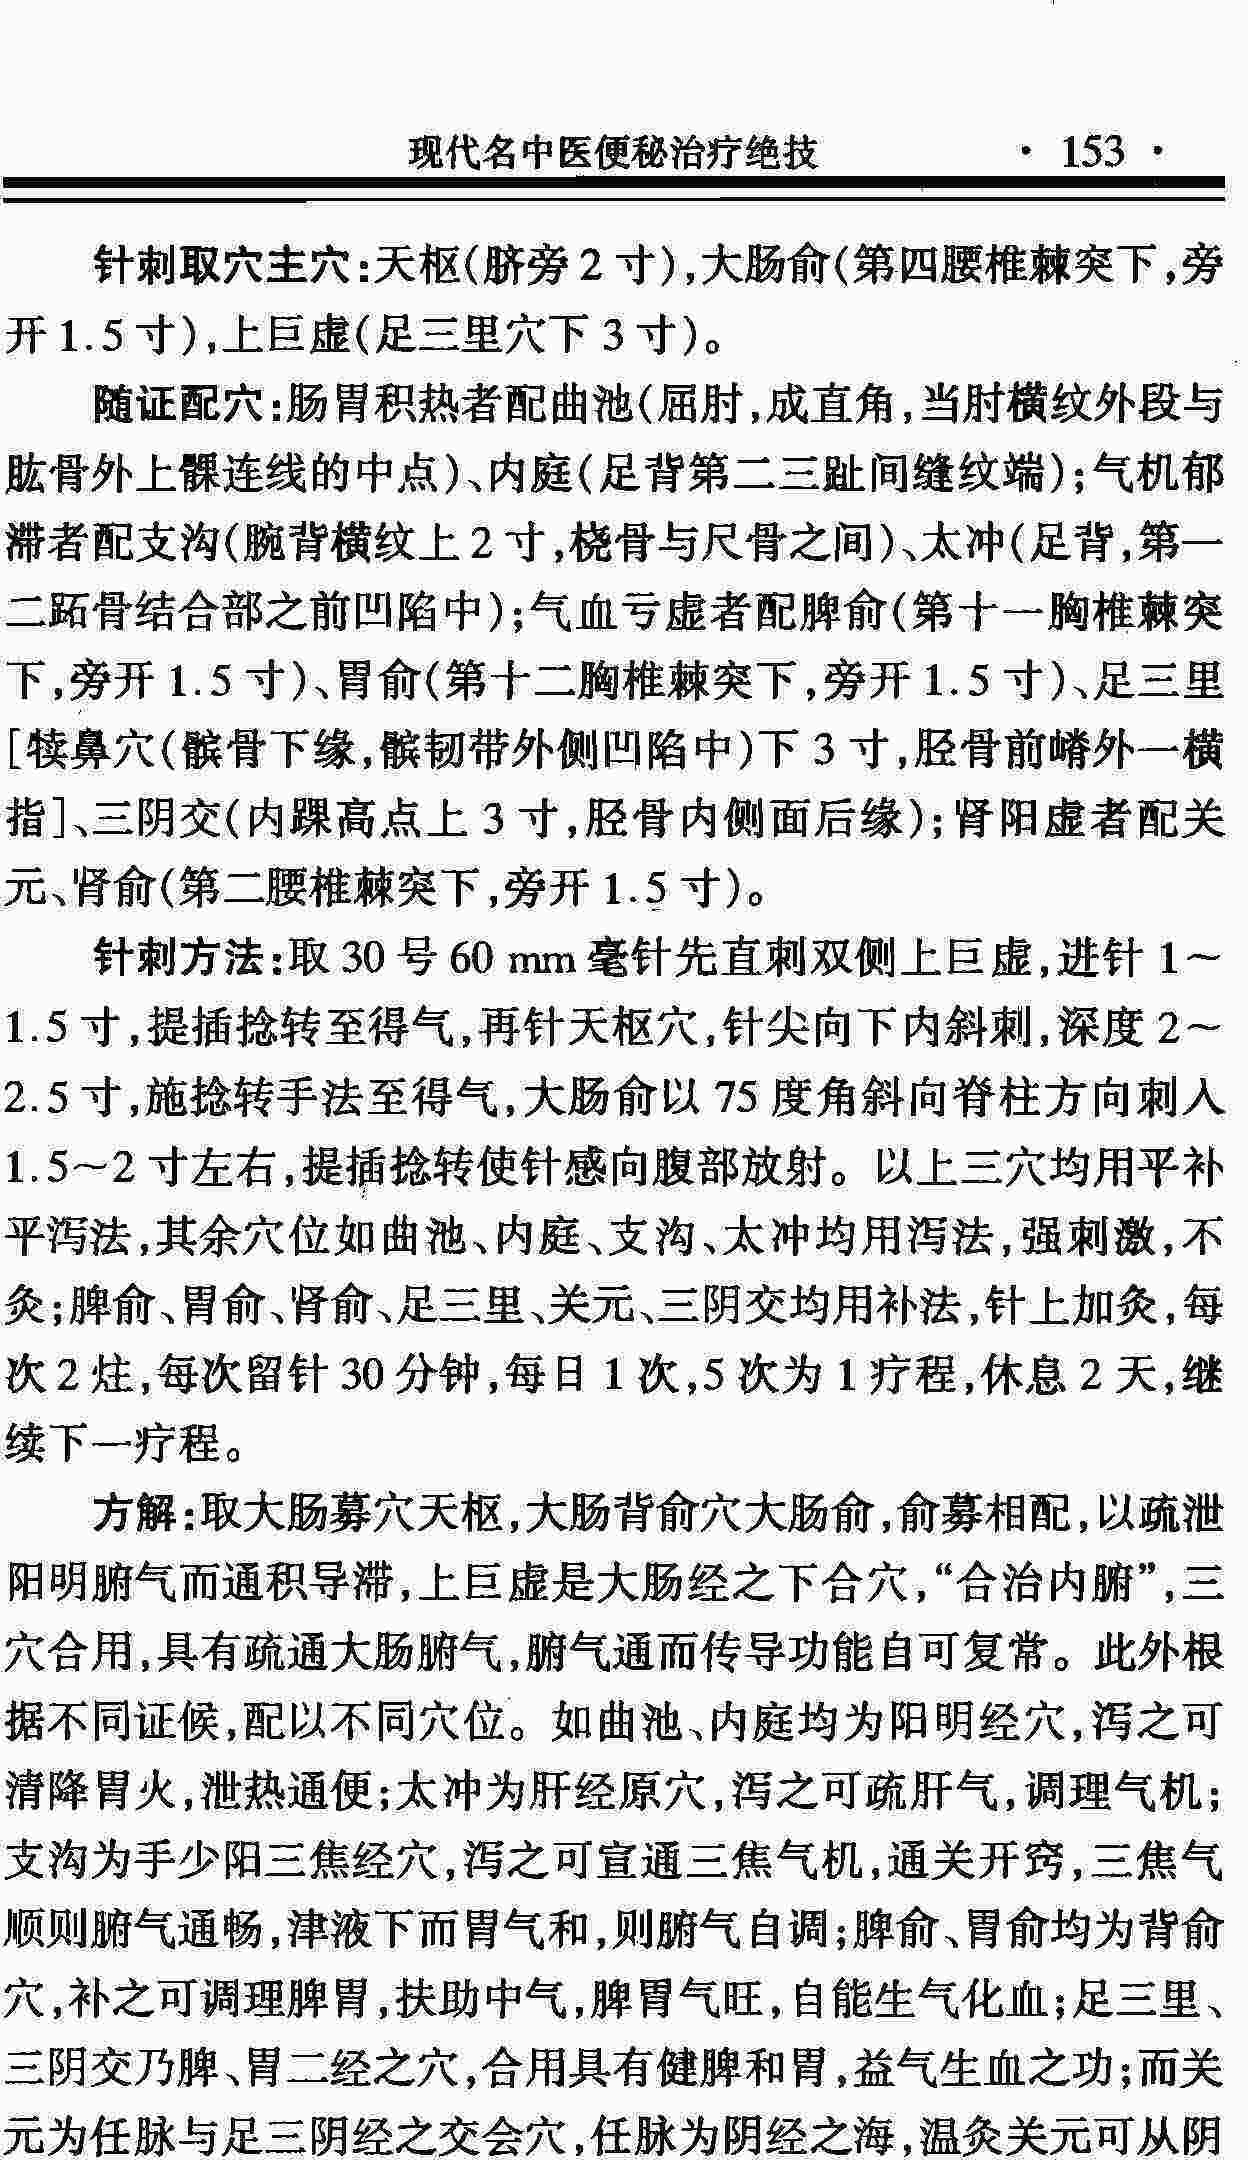 现代名中医便秘治疗绝技 · 153 ·
针刺取穴主穴:天枢(脐旁2寸),大肠俞(第四腰椎棘突下,旁
开1.5寸),上巨虚(足三里穴下3寸)。
随证配穴:肠胃积热者配曲池(屈肘,成直角,当肘横纹外段与
肱骨外上髁连线的中点)、内庭(足背第二三趾间缝纹端);气机郁
滞者配支沟(腕背横纹上2寸,桡骨与尺骨之间)、太冲(足背,第一
二跖骨结合部之前凹陷中);气血亏虚者配脾俞(第十一胸椎棘突
下,旁开1.5寸)、胃俞(第十二胸椎棘突下,旁开1.5寸)、足三里
[犊鼻穴(髌骨下缘,髌韧带外侧凹陷中)下3寸,胫骨前嵴外一横
指]、三阴交(内踝高点上3寸,胫骨内侧面后缘);肾阳虚者配关
元、肾俞(第二腰椎棘突下,旁开1.5寸)。
针刺方法:取30号60 mm毫针先直刺双侧上巨虚,进针1~
1.5寸,提插捻转至得气,再针天枢穴,针尖向下内斜刺,深度2~
2.5寸,施捻转手法至得气,大肠俞以75度角斜向脊柱方向刺入
1.5~2寸左右,提插捻转使针感向腹部放射。以上三穴均用平补
平泻法,其余穴位如曲池、内庭、支沟、太冲均用泻法,强刺激,不
灸;脾俞、胃俞、肾俞、足三里、关元、三阴交均用补法,针上加灸,每
次2炷,每次留针30分钟,每日1次,5次为1疗程,休息2天,继
续下一疗程。
方解:取大肠募穴天枢,大肠背俞穴大肠俞,俞募相配,以疏泄
阳明腑气而通积导滞,上巨虚是大肠经之下合穴,“合治内腑”,三
穴合用,具有疏通大肠腑气,腑气通而传导功能自可复常。此外根
据不同证候,配以不同穴位。如曲池、内庭均为阳明经穴,泻之可
清降胃火,泄热通便;太冲为肝经原穴,泻之可疏肝气,调理气机;
支沟为手少阳三焦经穴,泻之可宣通三焦气机,通关开窍,三焦气
顺则腑气通畅,津液下而胃气和,则腑气自调;脾俞、胃俞均为背俞
穴,补之可调理脾胃,扶助中气,脾胃气旺,自能生气化血;足三里、
三阴交乃脾、胃二经之穴,合用具有健脾和胃,益气生血之功;而关
元为任脉与足三阴经之交会穴,任脉为阴经之海,温灸关元可从阴